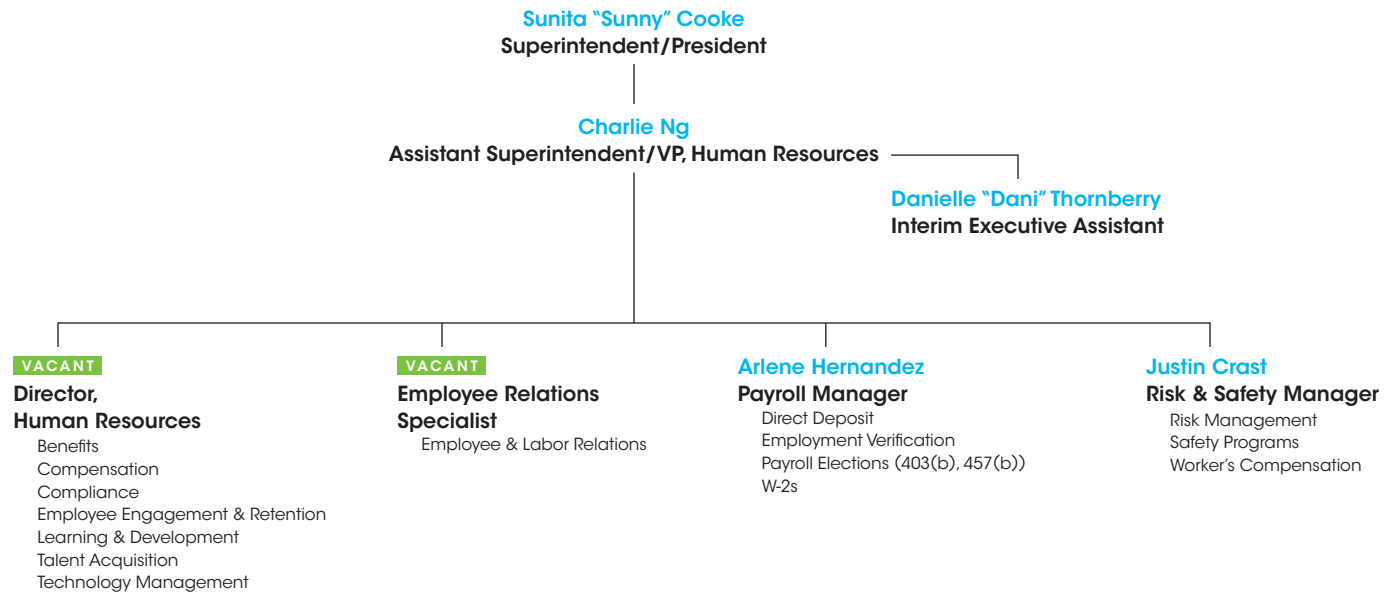 Sunita “Sunny” Cooke
Superintendent/President
Charlie Ng
Assistant Superintendent/VP, Human Resources
Danielle “Dani” Thornberry
Interim Executive Assistant
VACANT
Director,
Human Resources
Benefits
Compensation
Compliance
Employee Engagement & Retention
Learning & Development
Talent Acquisition
Technology Management
VACANT
Employee Relations
Specialist
Employee & Labor Relations
Arlene Hernandez
Payroll Manager
Direct Deposit
Employment Verification
Payroll Elections (403(b), 457(b))
W-2s
Justin Crast
Risk & Safety Manager
Risk Management
Safety Programs
Worker’s Compensation